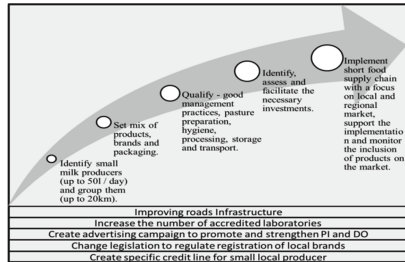 Identify small
milk producers
(up to 50l / day)
and group them
(up to 20km).
Set mix of
products,
brands and
packaging.
Qualify - good
management
practices, pasture
preparation,
hygiene,
processing, storage
and transport.
Identify,
assess and
facilitate the
necessary
investments.
Implement
short food
supply chain
with a focus
on local and
regional
market,
support the
implementatio
n and monitor
the inclusion
of products on
the market.
Improving roads Infrastructure
Increase the number of accredited laboratories
Create advertising campaign to promote and strengthen PI and DO
Change legislation to regulate registration of local brands
Create specific credit line for small local producer